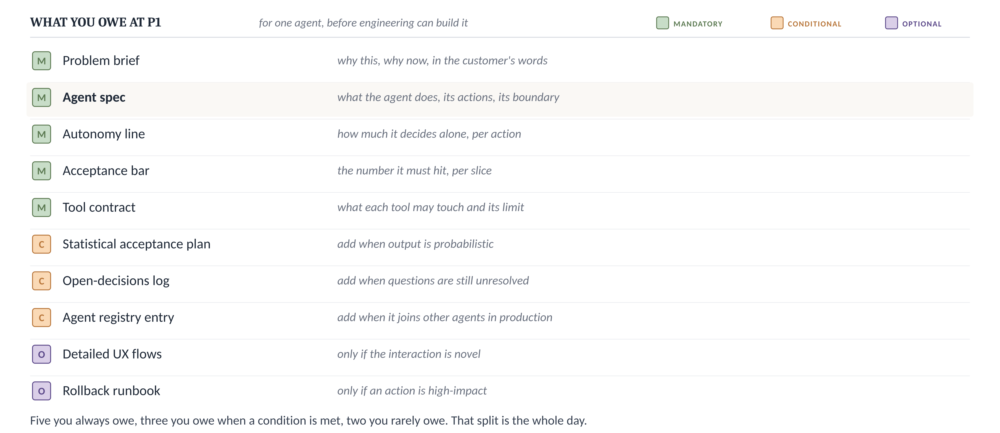 WHAT YOU OWE AT P1 for one agent, before engineering can build it MANDATORY CONDITIONAL OPTIONAL
M Problem brief why this, why now, in the customer's words
M Agent spec what the agent does, its actions, its boundary
M Autonomy line how much it decides alone, per action
M Acceptance bar the number it must hit, per slice
M Tool contract what each tool may touch and its limit
C Statistical acceptance plan add when output is probabilistic
C Open-decisions log add when questions are still unresolved
C Agent registry entry add when it joins other agents in production
O Detailed UX flows only if the interaction is novel
O Rollback runbook only if an action is high-impact
Five you always owe, three you owe when a condition is met, two you rarely owe. That split is the whole day.